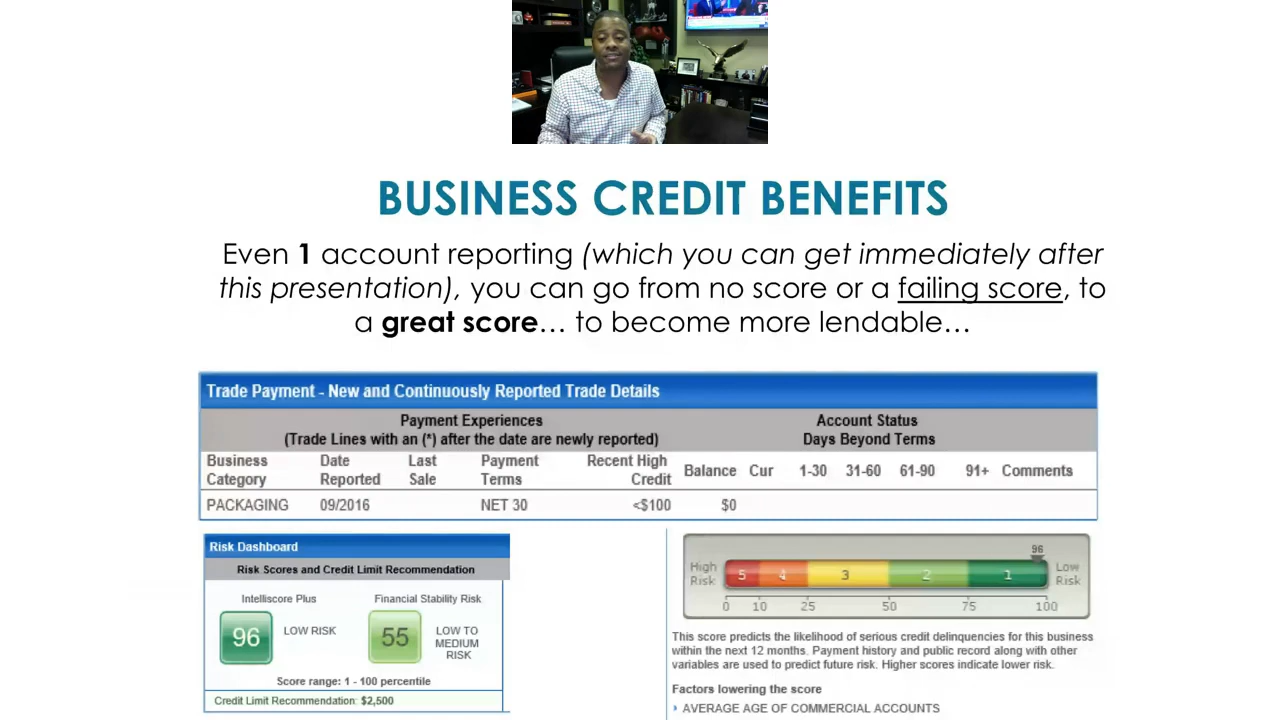 BUSINESS CREDIT BENEFITS
Even 1 account reporting (which you can get immediately after
this presentation), you can go from no score or a failing score, to
a great score... to become more lendable...
Trade Payment - New and Continuously Reported Trade Details
Payment Experiences
(Trade Lines with an (*) after the date are newly reported)
Account Status
Days Beyond Terms
Business Category Date Reported Last Sale Payment Terms Recent High Credit Balance Cur 1-30 31-60 61-90 91+ Comments
PACKAGING 09/2016 NET 30 <$100 $0
Risk Dashboard
Risk Scores and Credit Limit Recommendation
Intelliscore Plus
Financial Stability Risk
96 LOW RISK
55 LOW TO MEDIUM RISK
Score range: 1 - 100 percentile
Credit Limit Recommendation: $2,500
96
High Risk 5 4 3 2 1 Low Risk
0 10 25 50 75 100
This score predicts the likelihood of serious credit delinquencies for this business
within the next 12 months. Payment history and public record along with other
variables are used to predict future risk. Higher scores indicate lower risk.
Factors lowering the score
› AVERAGE AGE OF COMMERCIAL ACCOUNTS